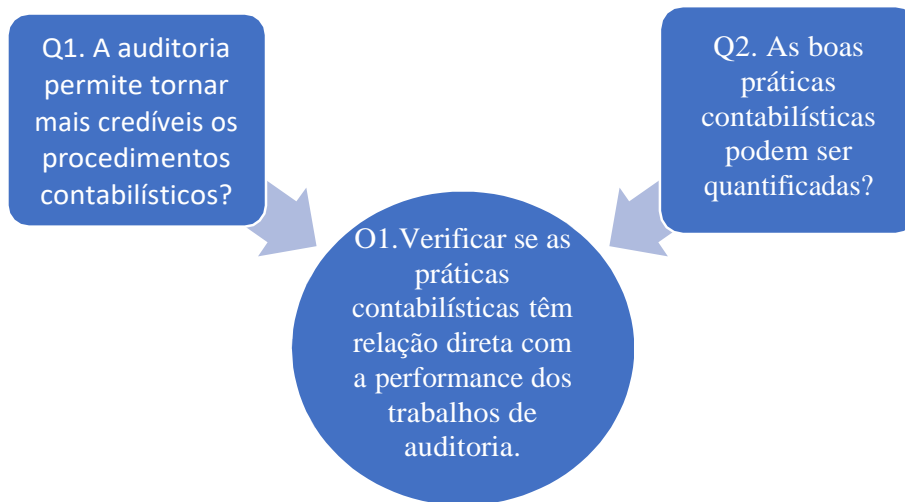 Q1. A auditoria
permite tornar
mais credíveis os
procedimentos
contabilísticos?
Q2. As boas
práticas
contabilísticas
podem ser
quantificadas?
O1.Verificar se as
práticas
contabilísticas têm
relação direta com
a performance dos
trabalhos de
auditoria.